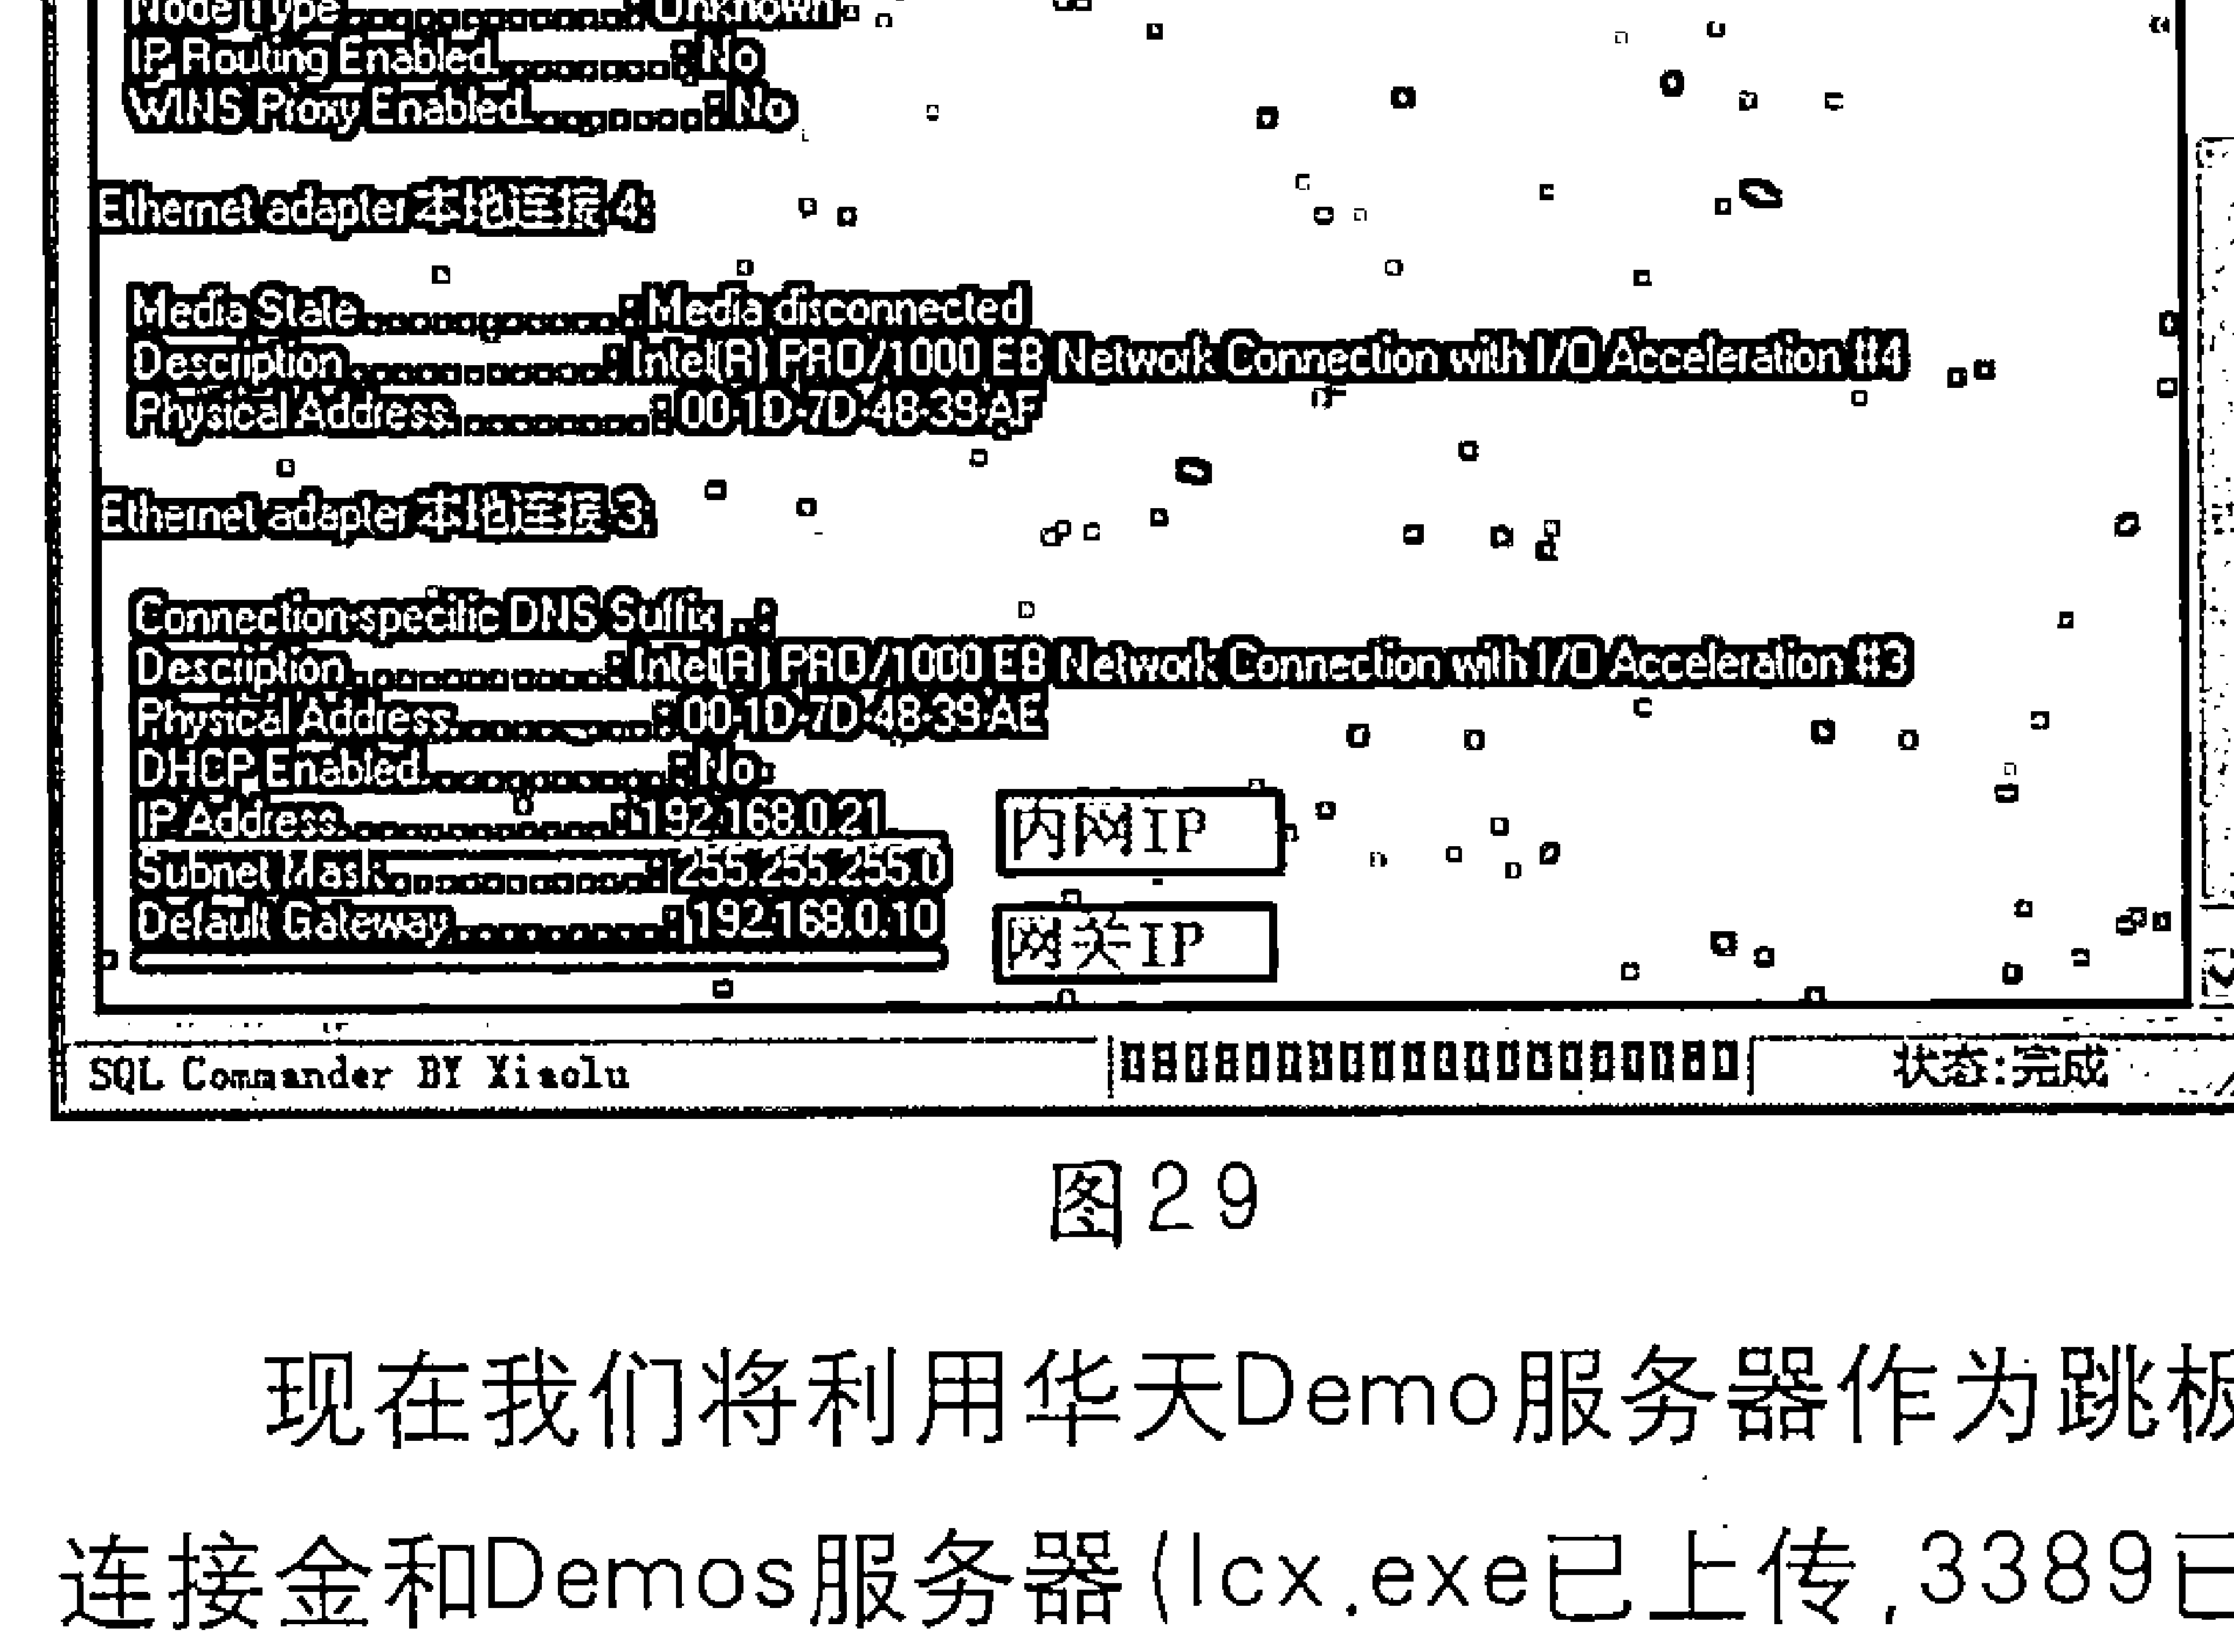 Node Type . . . . . . . . . . . . : Unknown
IP Routing Enabled. . . . . . . . : No
WINS Proxy Enabled. . . . . . . . : No
Ethernet adapter 本地连接 4:
Media State . . . . . . . . . . . : Media disconnected
Description . . . . . . . . . . . : Intel(R) PRO/1000 EB Network Connection with I/O Acceleration #4
Physical Address. . . . . . . . . : 00-1D-7D-48-39-AF
Ethernet adapter 本地连接 3:
Connection-specific DNS Suffix . :
Description . . . . . . . . . . . : Intel(R) PRO/1000 EB Network Connection with I/O Acceleration #3
Physical Address. . . . . . . . . : 00-1D-7D-48-39-AE
DHCP Enabled. . . . . . . . . . . : No
IP Address. . . . . . . . . . . . : 192.168.0.21 内网IP
Subnet Mask . . . . . . . . . . . : 255.255.255.0
Default Gateway . . . . . . . . . : 192.168.0.10 网关IP
SQL Commander BY Xiaolu 状态:完成
图29
现在我们将利用华天Demo服务器作为跳板
连接金和Demos服务器(lcx.exe已上传,3389已